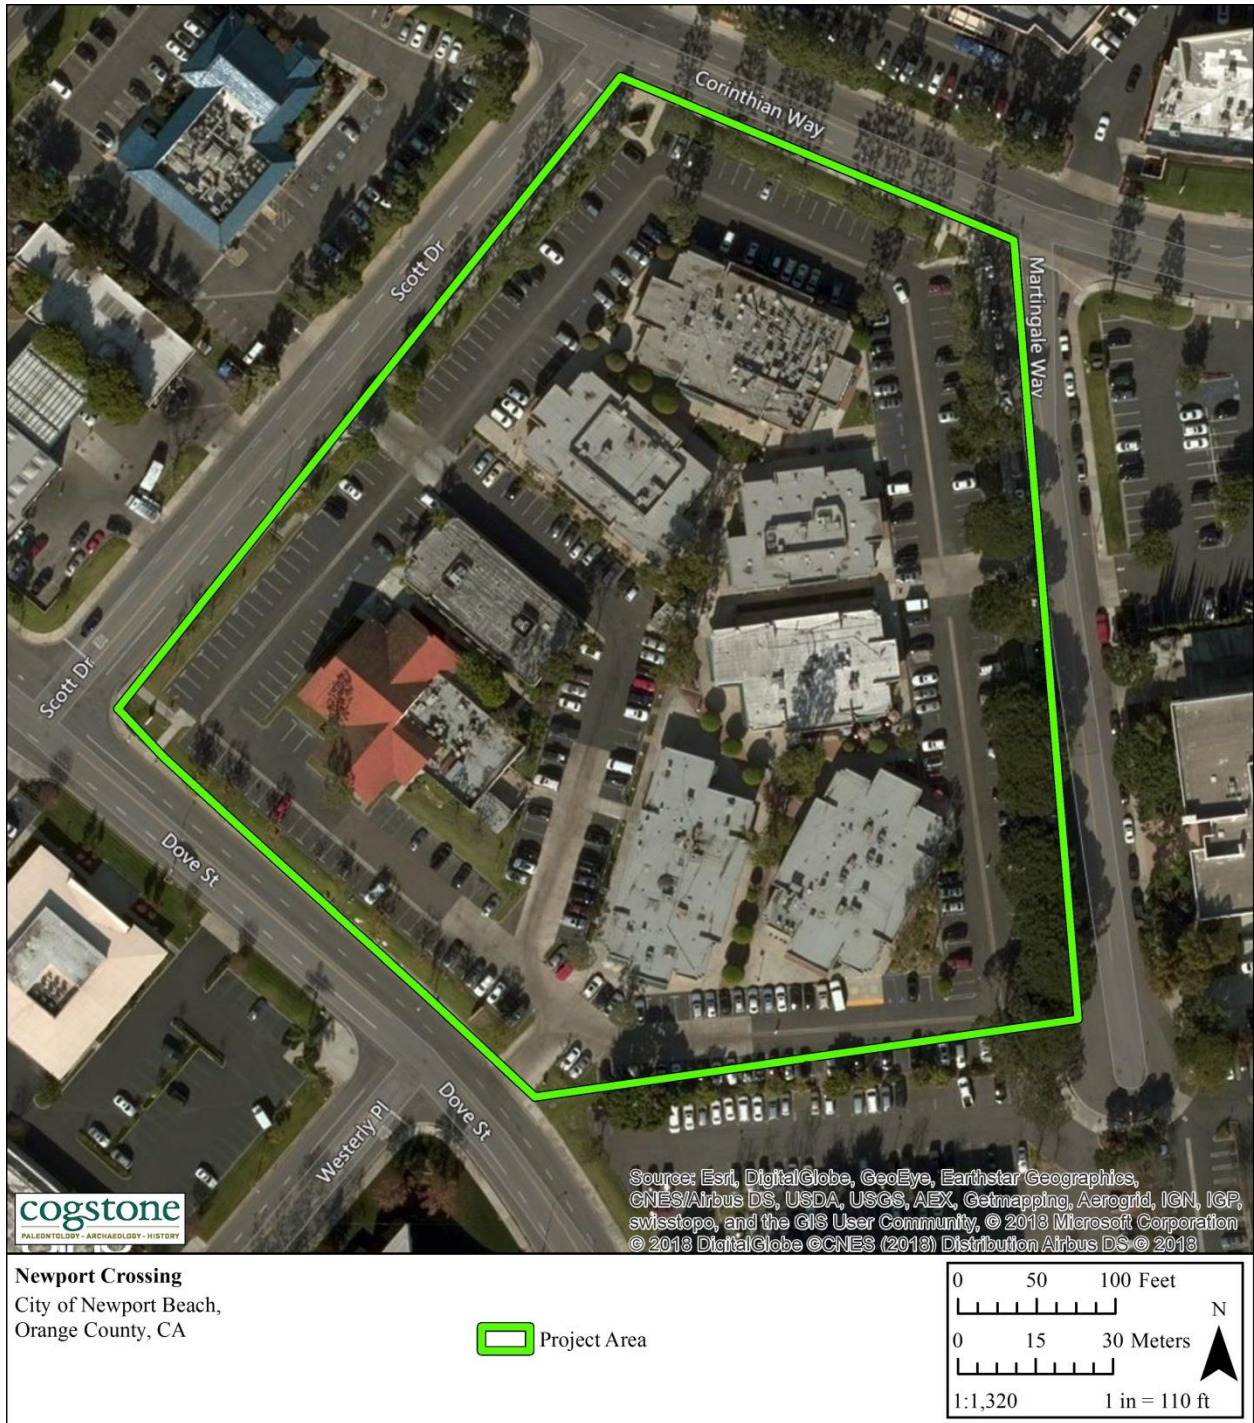 Corinthian Way
Scott Dr
Martingale Way
Scott Dr
Dove St
Dove St
Westerly Pl
Source: Esri, DigitalGlobe, GeoEye, Earthstar Geographics,
CNES/Airbus DS, USDA, USGS, AEX, Getmapping, Aerogrid, IGN, IGP,
swisstopo, and the GIS User Community, © 2018 Microsoft Corporation
© 2018 DigitalGlobe ©CNES (2018) Distribution Airbus DS © 2018
cogstone
PALEONTOLOGY - ARCHAEOLOGY - HISTORY
Newport Crossing
City of Newport Beach,
Orange County, CA
Project Area
0 50 100 Feet
N
0 15 30 Meters
1:1,320 1 in = 110 ft